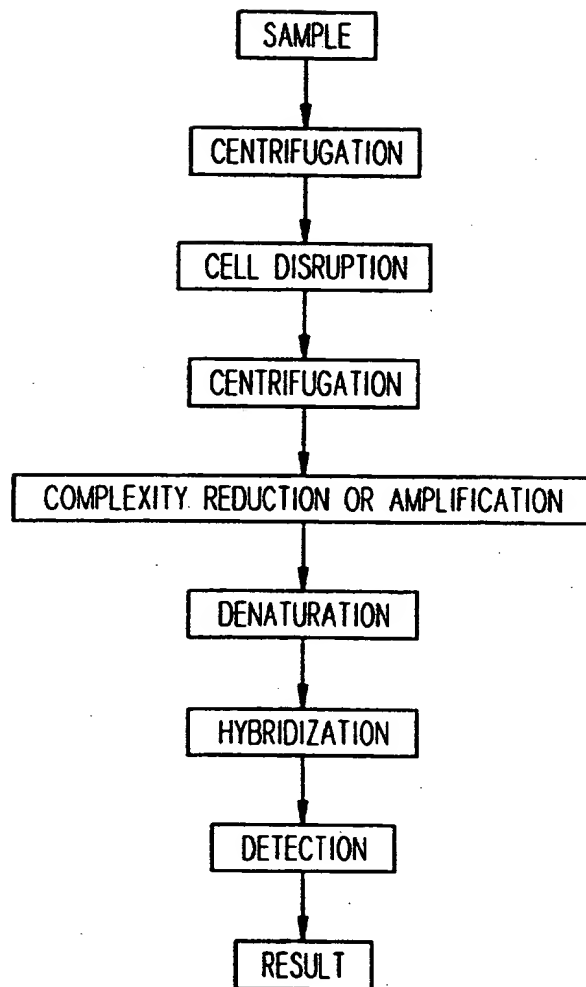 SAMPLE
CENTRIFUGATION
CELL DISRUPTION
CENTRIFUGATION
COMPLEXITY REDUCTION OR AMPLIFICATION
DENATURATION
HYBRIDIZATION
DETECTION
RESULT